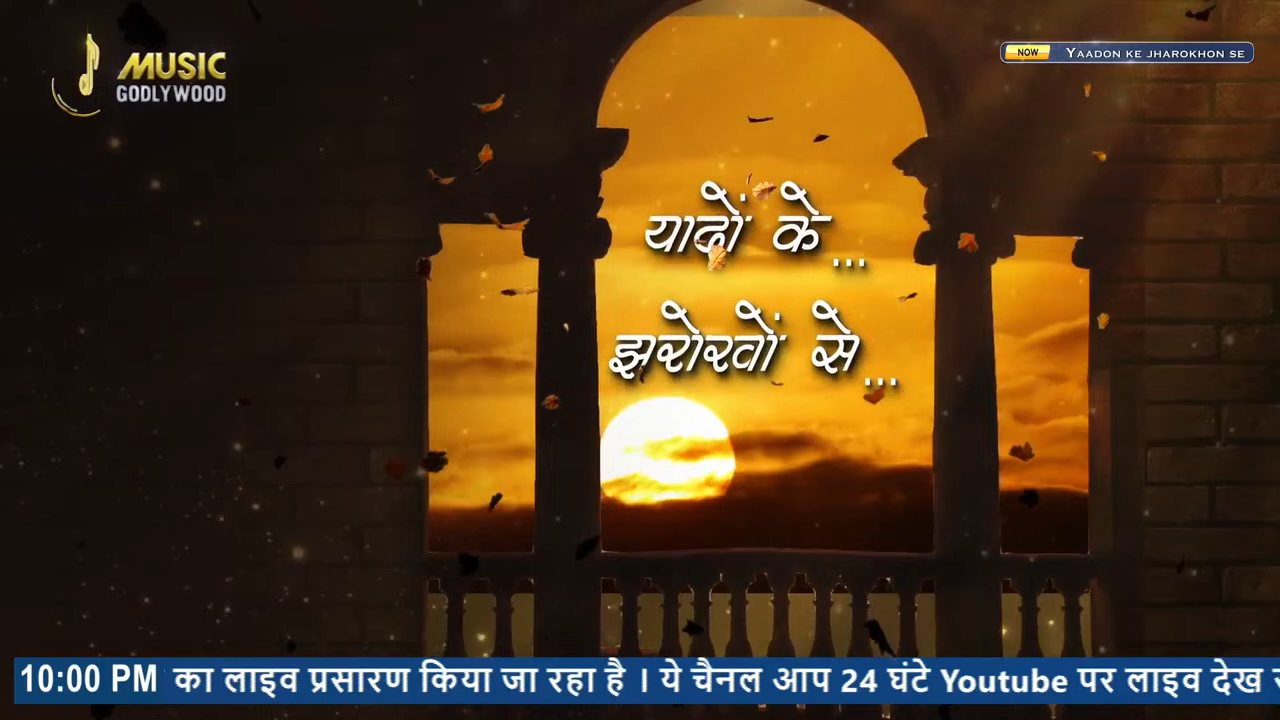 MUSIC
GODLYWOOD
NOW YAADON KE JHAROKHON SE
यादों के...
झरोखों से...
10:00 PM का लाइव प्रसारण किया जा रहा है । ये चैनल आप 24 घंटे Youtube पर लाइव देख